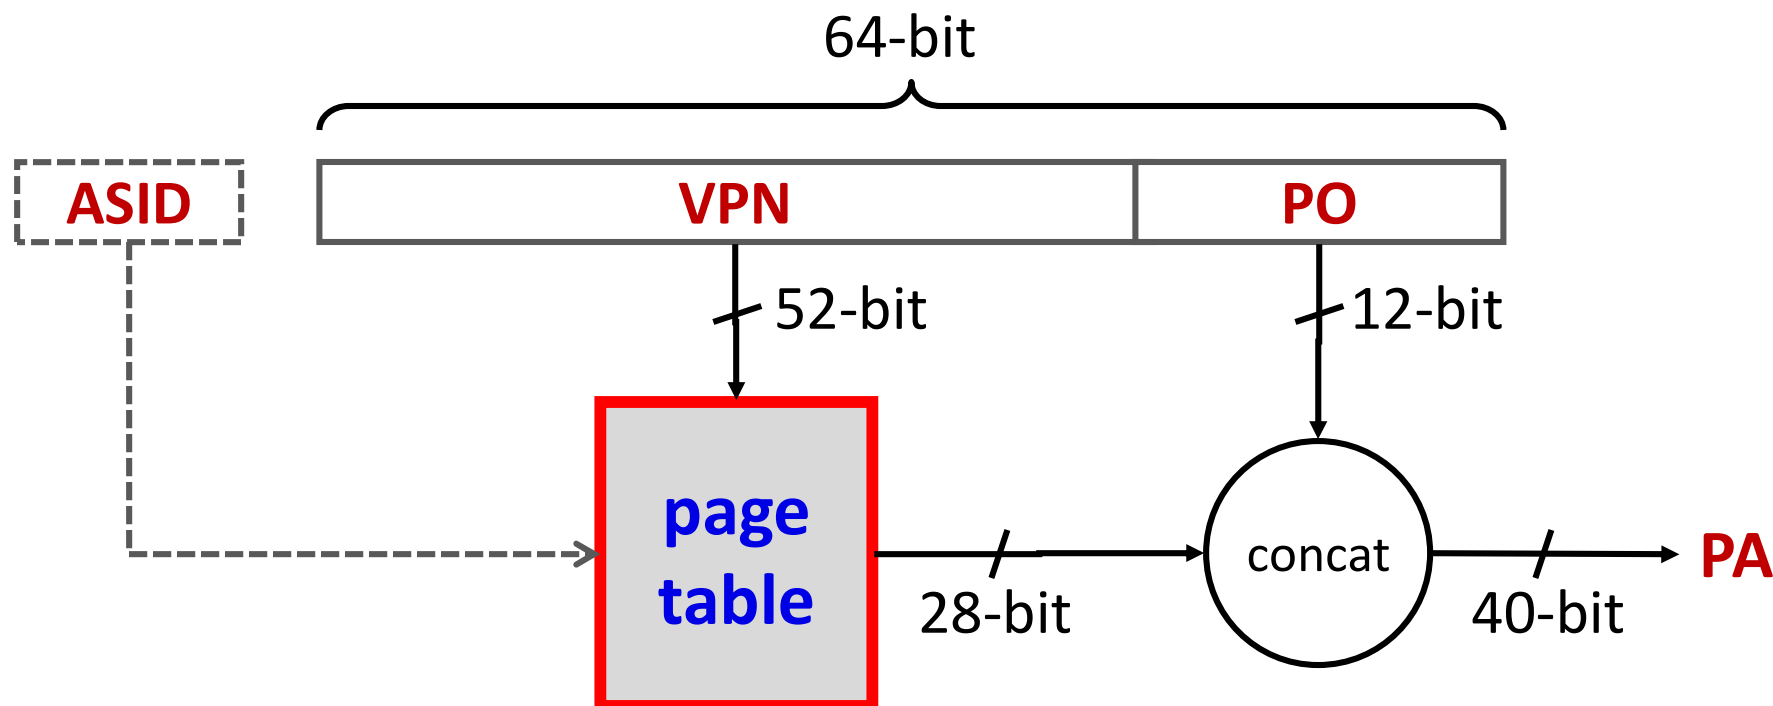 64-bit
ASID
VPN
PO
52-bit
12-bit
page
table
28-bit
concat
40-bit
PA